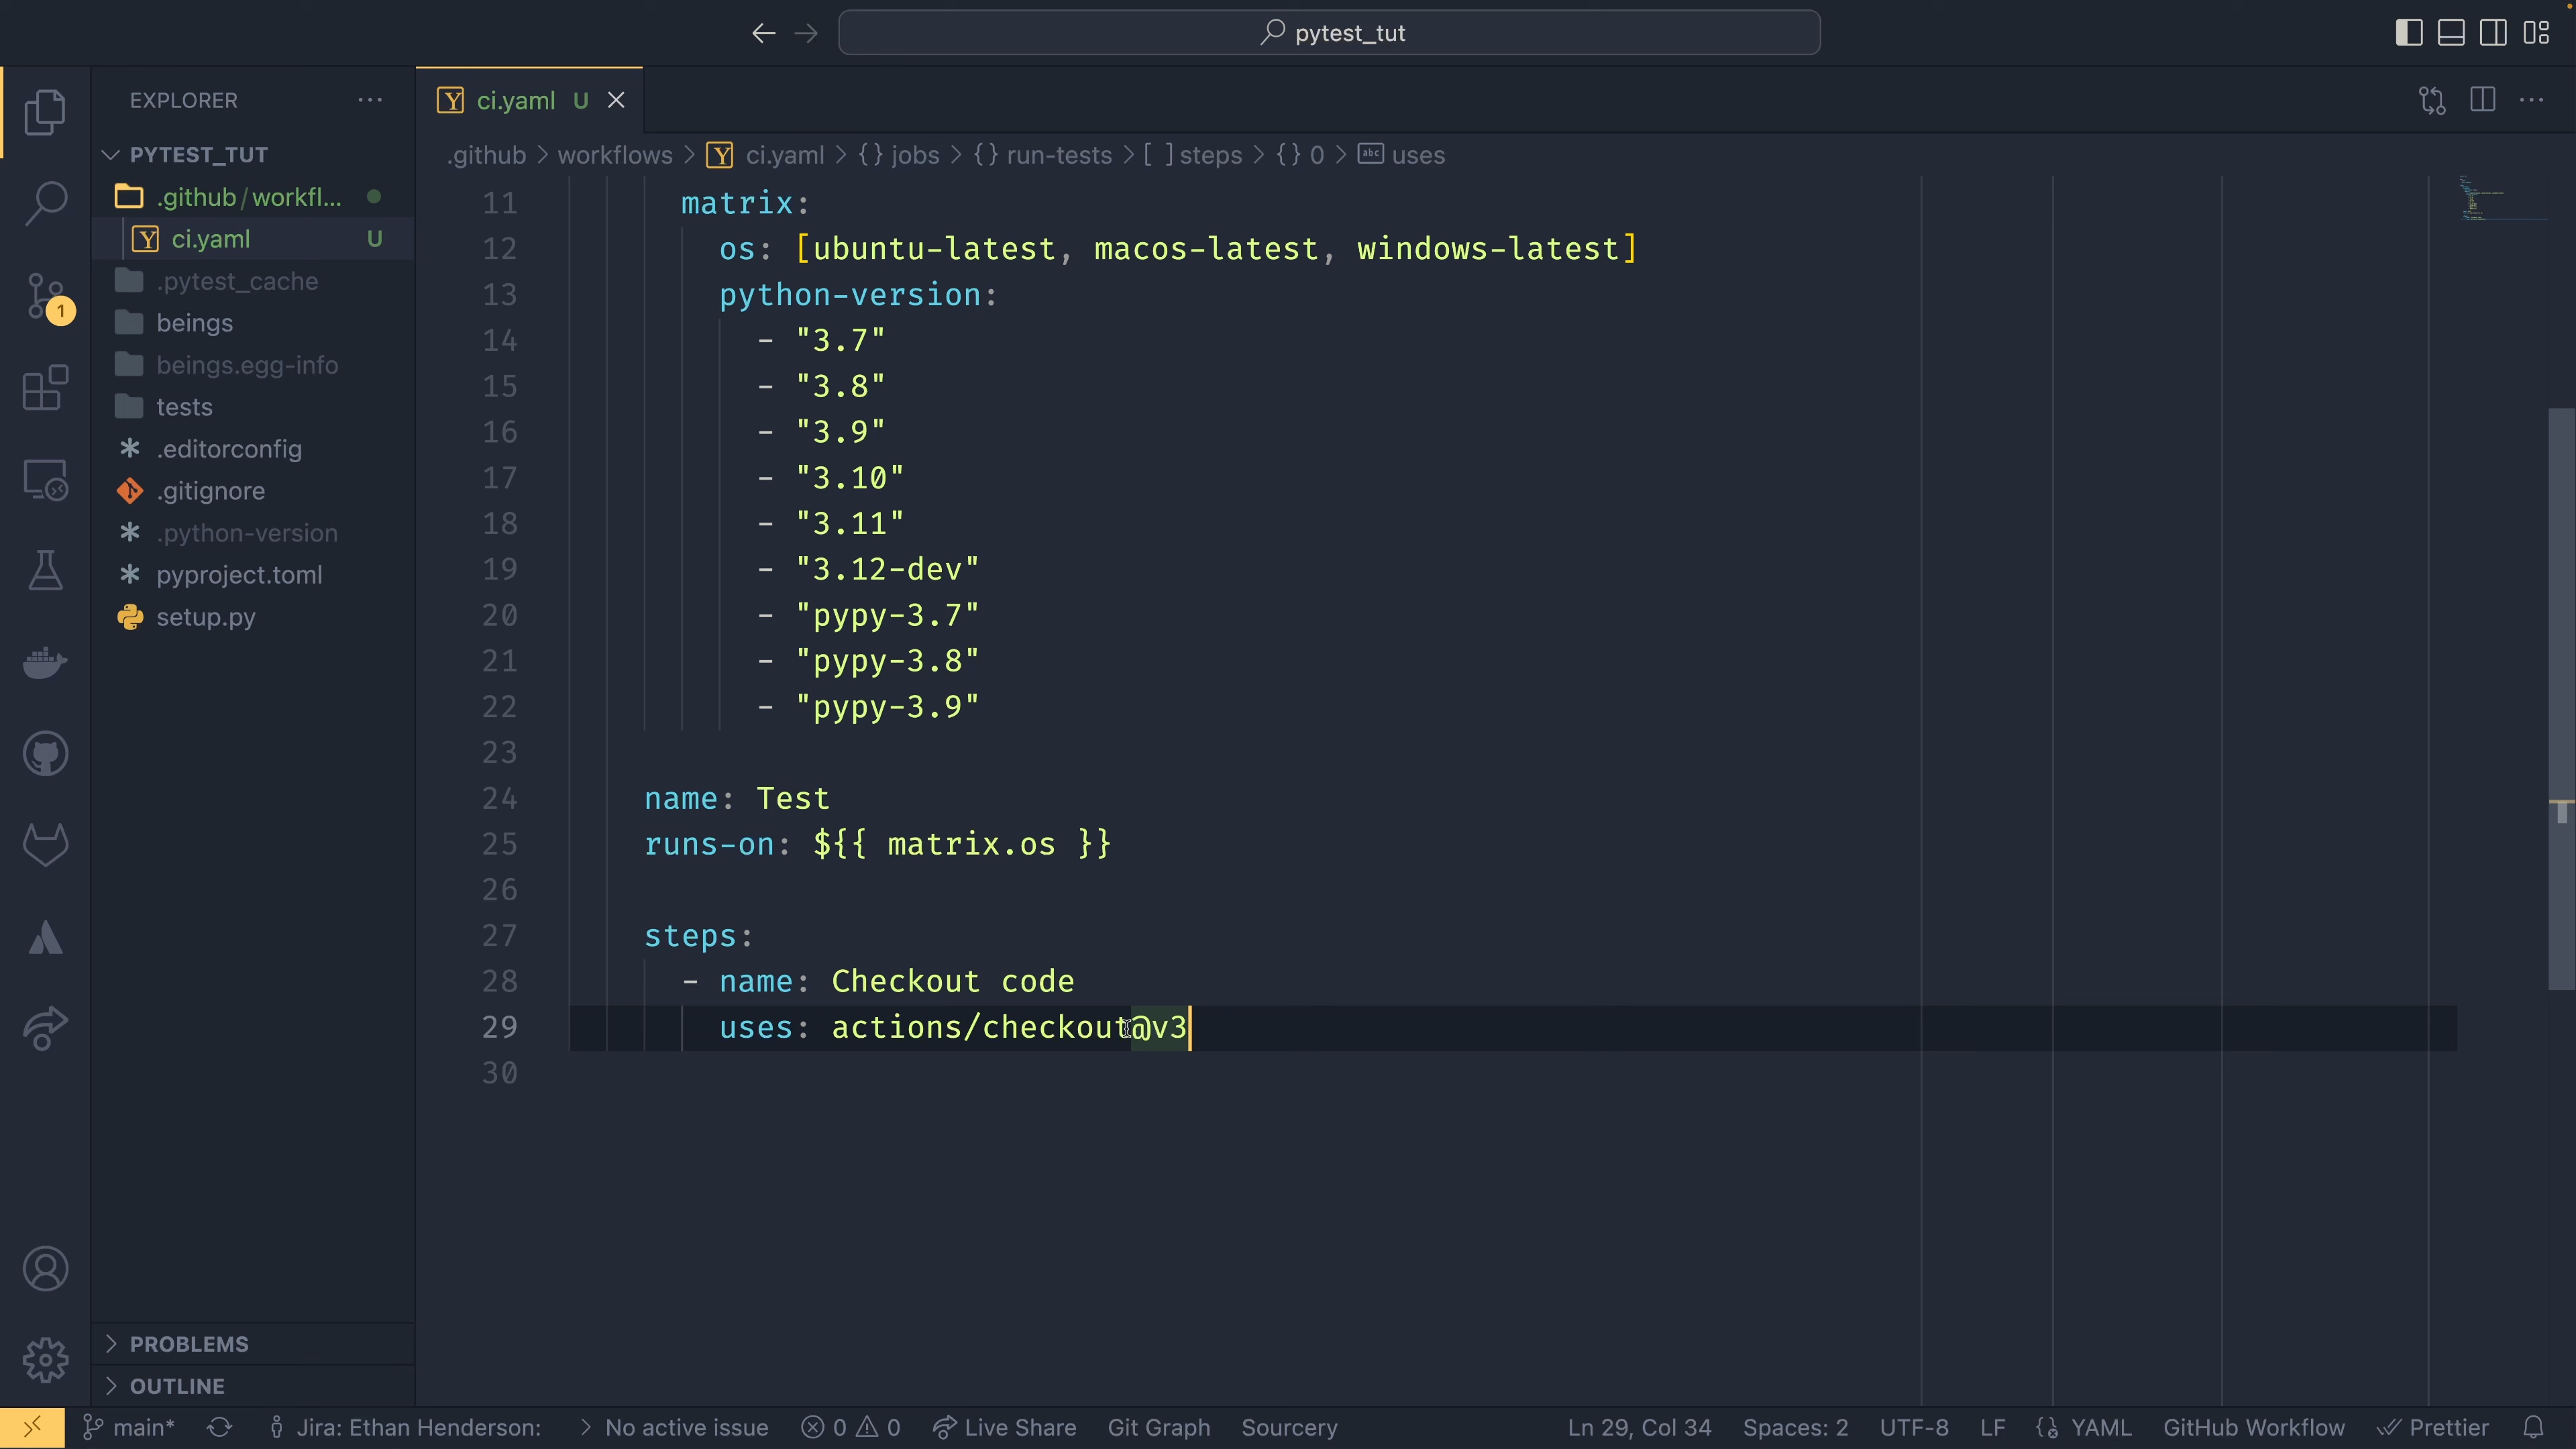 pytest_tut
EXPLORER
PYTEST_TUT
.github/workfl...
ci.yaml U
.pytest_cache
beings
beings.egg-info
tests
.editorconfig
.gitignore
.python-version
pyproject.toml
setup.py
PROBLEMS
OUTLINE
1
ci.yaml U
.github > workflows > ci.yaml > {} jobs > {} run-tests > [ ] steps > {} 0 > abc uses
11 matrix:
12 os: [ubuntu-latest, macos-latest, windows-latest]
13 python-version:
14 - "3.7"
15 - "3.8"
16 - "3.9"
17 - "3.10"
18 - "3.11"
19 - "3.12-dev"
20 - "pypy-3.7"
21 - "pypy-3.8"
22 - "pypy-3.9"
23
24 name: Test
25 runs-on: ${{ matrix.os }}
26
27 steps:
28 - name: Checkout code
29 uses: actions/checkout@v3
30
main* Jira: Ethan Henderson: > No active issue 0 0 Live Share Git Graph Sourcery Ln 29, Col 34 Spaces: 2 UTF-8 LF {} YAML GitHub Workflow Prettier